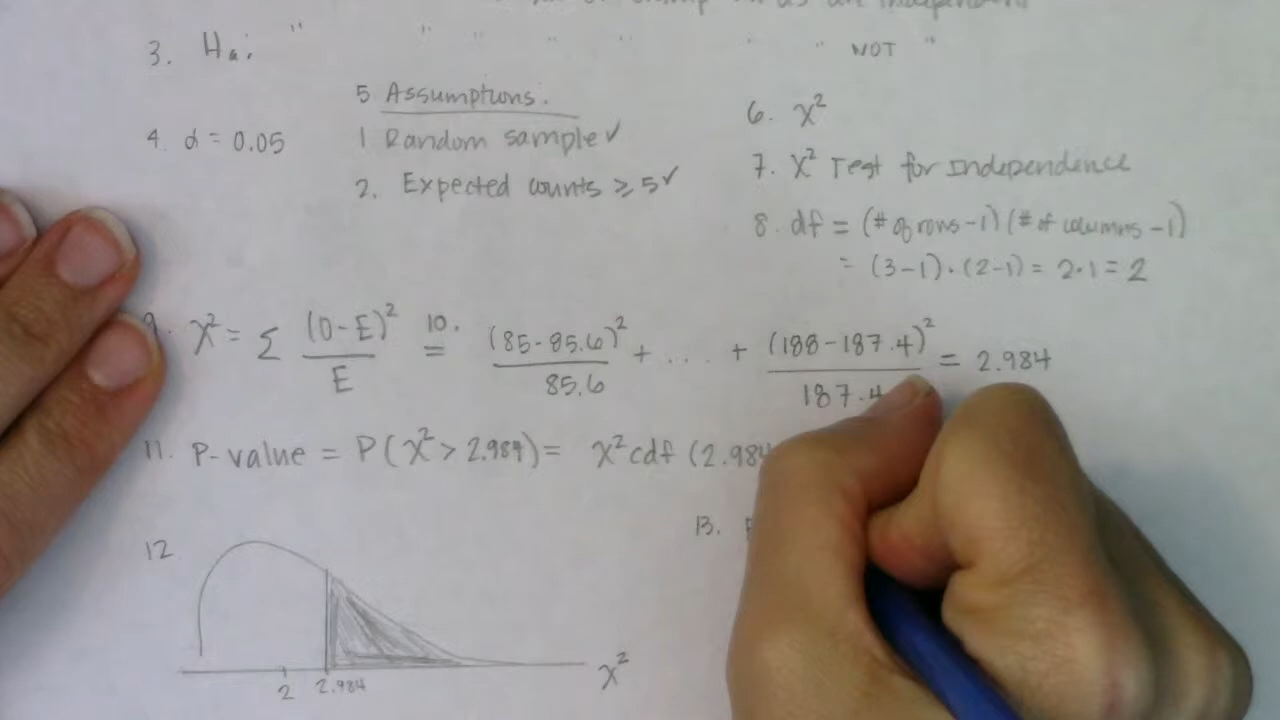 are independent
3. Ha: " " " " " " " NOT "
4. α = 0.05
5 Assumptions.
1 Random sample ✓
2. Expected counts ≥ 5 ✓
6. χ²
7. χ² Test for Independence
8. df = (# of rows - 1) (# of columns - 1)
= (3-1)·(2-1) = 2·1 = 2
9. χ² = Σ (O-E)²/E 10. = (85-85.6)²/85.6 + .... + (188-187.4)²/187.4 = 2.984
11. P-value = P(χ² > 2.984) = χ²cdf (2.984
12
2 2.984 χ²
13.